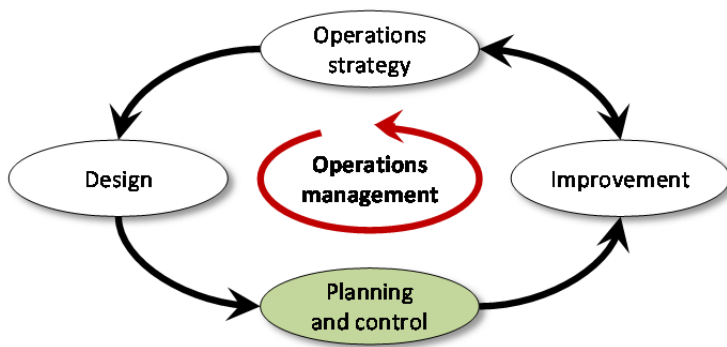 Operations
strategy
Design
Operations
management
Improvement
Planning
and control